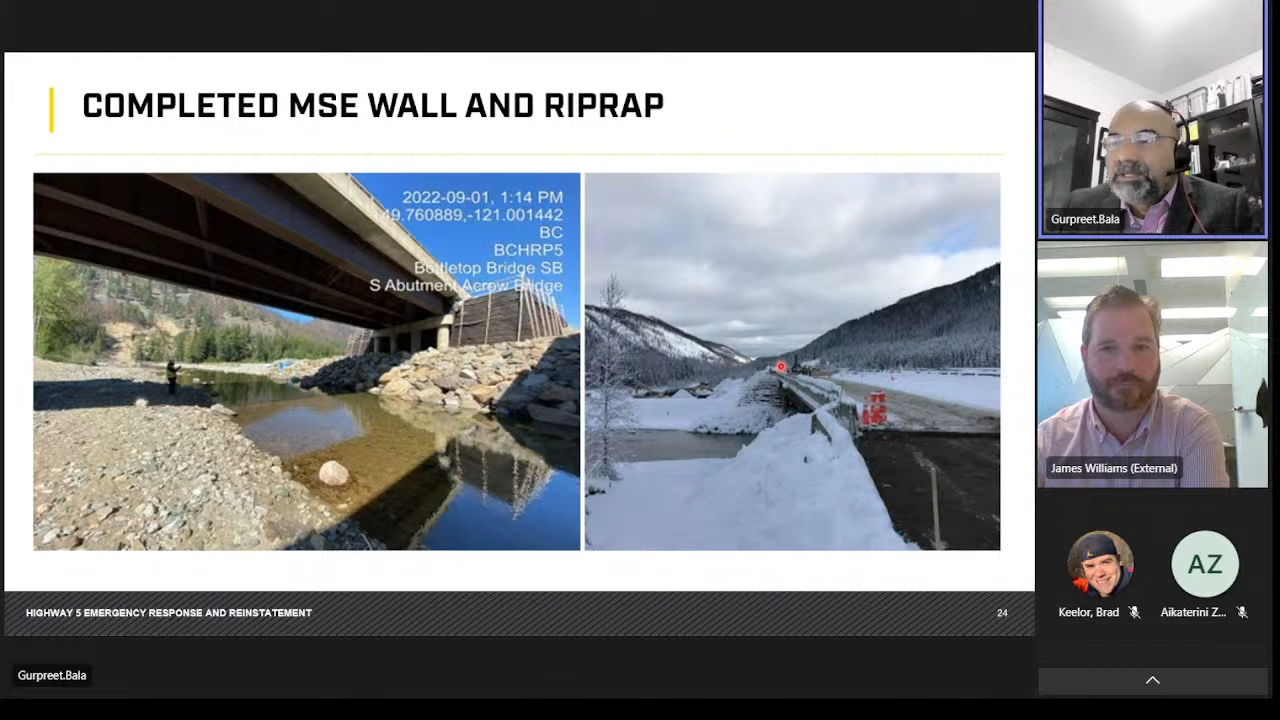 COMPLETED MSE WALL AND RIPRAP
2022-09-01, 1:14 PM
+49.760889,-121.001442
BC
BCHRP5
Bottletop Bridge SB
S Abutment Acrow Bridge
HIGHWAY 5 EMERGENCY RESPONSE AND REINSTATEMENT
24
Gurpreet.Bala
Gurpreet.Bala
James Williams (External)
AZ
Keelor, Brad
Aikaterini Z...